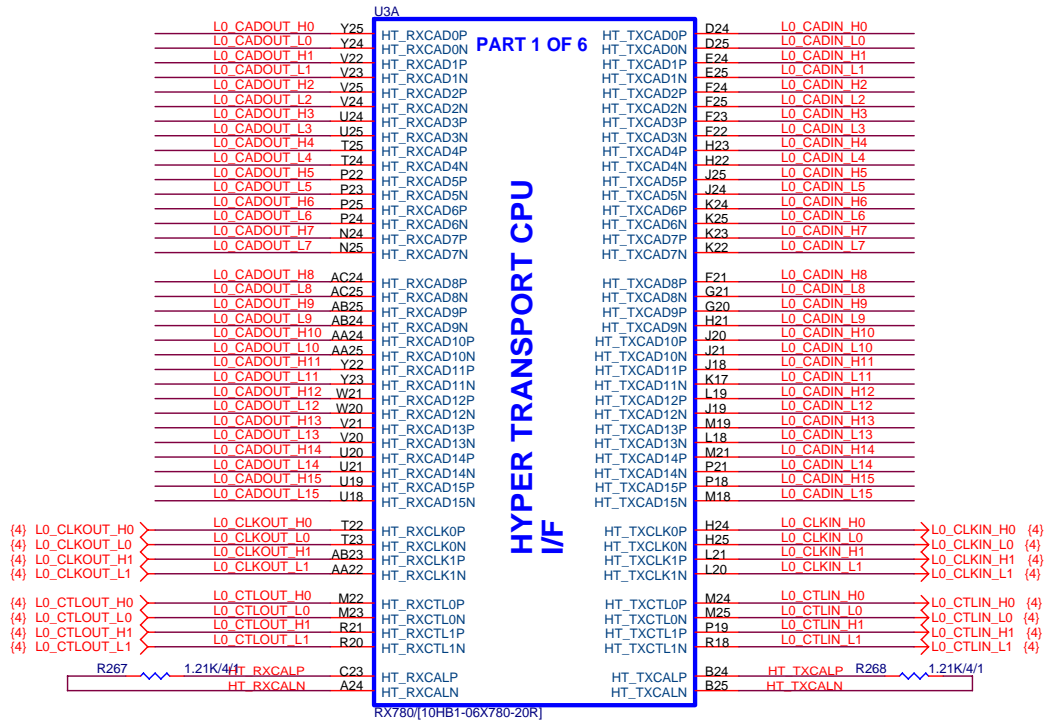 U3A
PART 1 OF 6
L0_CADOUT_H0 Y25 HT_RXCAD0P HT_TXCAD0P D24 L0_CADIN_H0
L0_CADOUT_L0 Y24 HT_RXCAD0N HT_TXCAD0N D25 L0_CADIN_L0
L0_CADOUT_H1 V22 HT_RXCAD1P HT_TXCAD1P E24 L0_CADIN_H1
L0_CADOUT_L1 V23 HT_RXCAD1N HT_TXCAD1N E25 L0_CADIN_L1
L0_CADOUT_H2 V25 HT_RXCAD2P HT_TXCAD2P F24 L0_CADIN_H2
L0_CADOUT_L2 V24 HT_RXCAD2N HT_TXCAD2N F25 L0_CADIN_L2
L0_CADOUT_H3 U24 HT_RXCAD3P HT_TXCAD3P F23 L0_CADIN_H3
L0_CADOUT_L3 U25 HT_RXCAD3N HT_TXCAD3N F22 L0_CADIN_L3
L0_CADOUT_H4 T25 HT_RXCAD4P HT_TXCAD4P H23 L0_CADIN_H4
L0_CADOUT_L4 T24 HT_RXCAD4N HT_TXCAD4N H22 L0_CADIN_L4
L0_CADOUT_H5 P22 HT_RXCAD5P HT_TXCAD5P J25 L0_CADIN_H5
L0_CADOUT_L5 P23 HT_RXCAD5N HT_TXCAD5N J24 L0_CADIN_L5
L0_CADOUT_H6 P25 HT_RXCAD6P HT_TXCAD6P K24 L0_CADIN_H6
L0_CADOUT_L6 P24 HT_RXCAD6N HT_TXCAD6N K25 L0_CADIN_L6
L0_CADOUT_H7 N24 HT_RXCAD7P HT_TXCAD7P K23 L0_CADIN_H7
L0_CADOUT_L7 N25 HT_RXCAD7N HT_TXCAD7N K22 L0_CADIN_L7
L0_CADOUT_H8 AC24 HT_RXCAD8P HT_TXCAD8P F21 L0_CADIN_H8
L0_CADOUT_L8 AC25 HT_RXCAD8N HT_TXCAD8N G21 L0_CADIN_L8
L0_CADOUT_H9 AB25 HT_RXCAD9P HT_TXCAD9P G20 L0_CADIN_H9
L0_CADOUT_L9 AB24 HT_RXCAD9N HT_TXCAD9N H21 L0_CADIN_L9
L0_CADOUT_H10 AA24 HT_RXCAD10P HT_TXCAD10P J20 L0_CADIN_H10
L0_CADOUT_L10 AA25 HT_RXCAD10N HT_TXCAD10N J21 L0_CADIN_L10
L0_CADOUT_H11 Y22 HT_RXCAD11P HT_TXCAD11P J18 L0_CADIN_H11
L0_CADOUT_L11 Y23 HT_RXCAD11N HT_TXCAD11N K17 L0_CADIN_L11
L0_CADOUT_H12 W21 HT_RXCAD12P HT_TXCAD12P L19 L0_CADIN_H12
L0_CADOUT_L12 W20 HT_RXCAD12N HT_TXCAD12N J19 L0_CADIN_L12
L0_CADOUT_H13 V21 HT_RXCAD13P HT_TXCAD13P M19 L0_CADIN_H13
L0_CADOUT_L13 V20 HT_RXCAD13N HT_TXCAD13N L18 L0_CADIN_L13
L0_CADOUT_H14 U20 HT_RXCAD14P HT_TXCAD14P M21 L0_CADIN_H14
L0_CADOUT_L14 U21 HT_RXCAD14N HT_TXCAD14N P21 L0_CADIN_L14
L0_CADOUT_H15 U19 HT_RXCAD15P HT_TXCAD15P P18 L0_CADIN_H15
L0_CADOUT_L15 U18 HT_RXCAD15N HT_TXCAD15N M18 L0_CADIN_L15
HYPER TRANSPORT CPU
I/F
{4} L0_CLKOUT_H0 L0_CLKOUT_H0 T22 HT_RXCLK0P HT_TXCLK0P H24 L0_CLKIN_H0 L0_CLKIN_H0 {4}
{4} L0_CLKOUT_L0 L0_CLKOUT_L0 T23 HT_RXCLK0N HT_TXCLK0N H25 L0_CLKIN_L0 L0_CLKIN_L0 {4}
{4} L0_CLKOUT_H1 L0_CLKOUT_H1 AB23 HT_RXCLK1P HT_TXCLK1P L21 L0_CLKIN_H1 L0_CLKIN_H1 {4}
{4} L0_CLKOUT_L1 L0_CLKOUT_L1 AA22 HT_RXCLK1N HT_TXCLK1N L20 L0_CLKIN_L1 L0_CLKIN_L1 {4}
{4} L0_CTLOUT_H0 L0_CTLOUT_H0 M22 HT_RXCTL0P HT_TXCTL0P M24 L0_CTLIN_H0 L0_CTLIN_H0 {4}
{4} L0_CTLOUT_L0 L0_CTLOUT_L0 M23 HT_RXCTL0N HT_TXCTL0N M25 L0_CTLIN_L0 L0_CTLIN_L0 {4}
{4} L0_CTLOUT_H1 L0_CTLOUT_H1 R21 HT_RXCTL1P HT_TXCTL1P P19 L0_CTLIN_H1 L0_CTLIN_H1 {4}
{4} L0_CTLOUT_L1 L0_CTLOUT_L1 R20 HT_RXCTL1N HT_TXCTL1N R18 L0_CTLIN_L1 L0_CTLIN_L1 {4}
R267 1.21K/4/1 HT_RXCALP C23 HT_RXCALP HT_TXCALP B24 HT_TXCALP R268 1.21K/4/1
HT_RXCALN A24 HT_RXCALN HT_TXCALN B25 HT_TXCALN
RX780/[10HB1-06X780-20R]